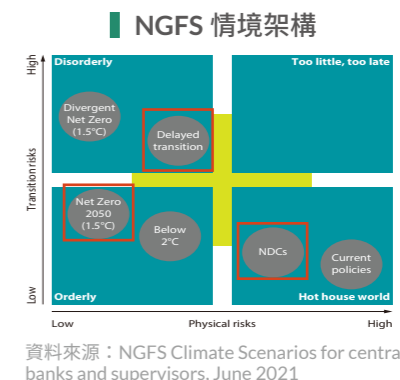 NGFS 情境架構
High
Disorderly
Too little, too late
Divergent
Net Zero
(1.5°C)
Delayed
transition
Transition risks
Net Zero
2050
(1.5°C)
Below
2°C
NDCs
Current
policies
Low
Orderly
Hot house world
Low
Physical risks
High
資料來源：NGFS Climate Scenarios for centra
banks and supervisors, June 2021